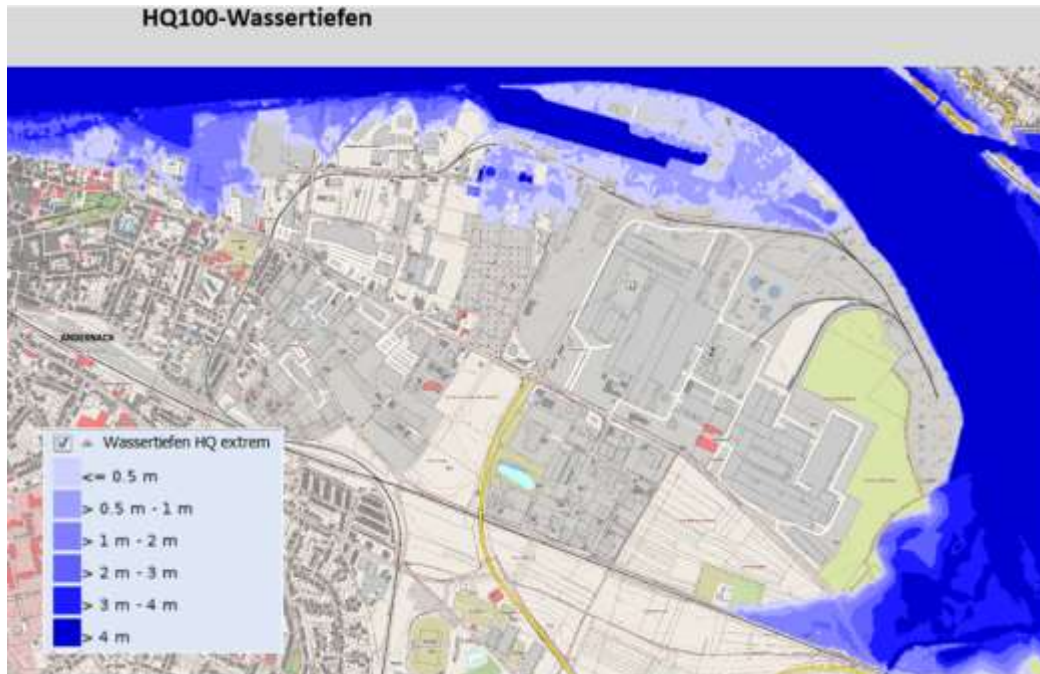 HQ100-Wassertiefen
ANDERNACH
Wassertiefen HQ extrem
<= 0.5 m
> 0.5 m - 1 m
> 1 m - 2 m
> 2 m - 3 m
> 3 m - 4 m
> 4 m